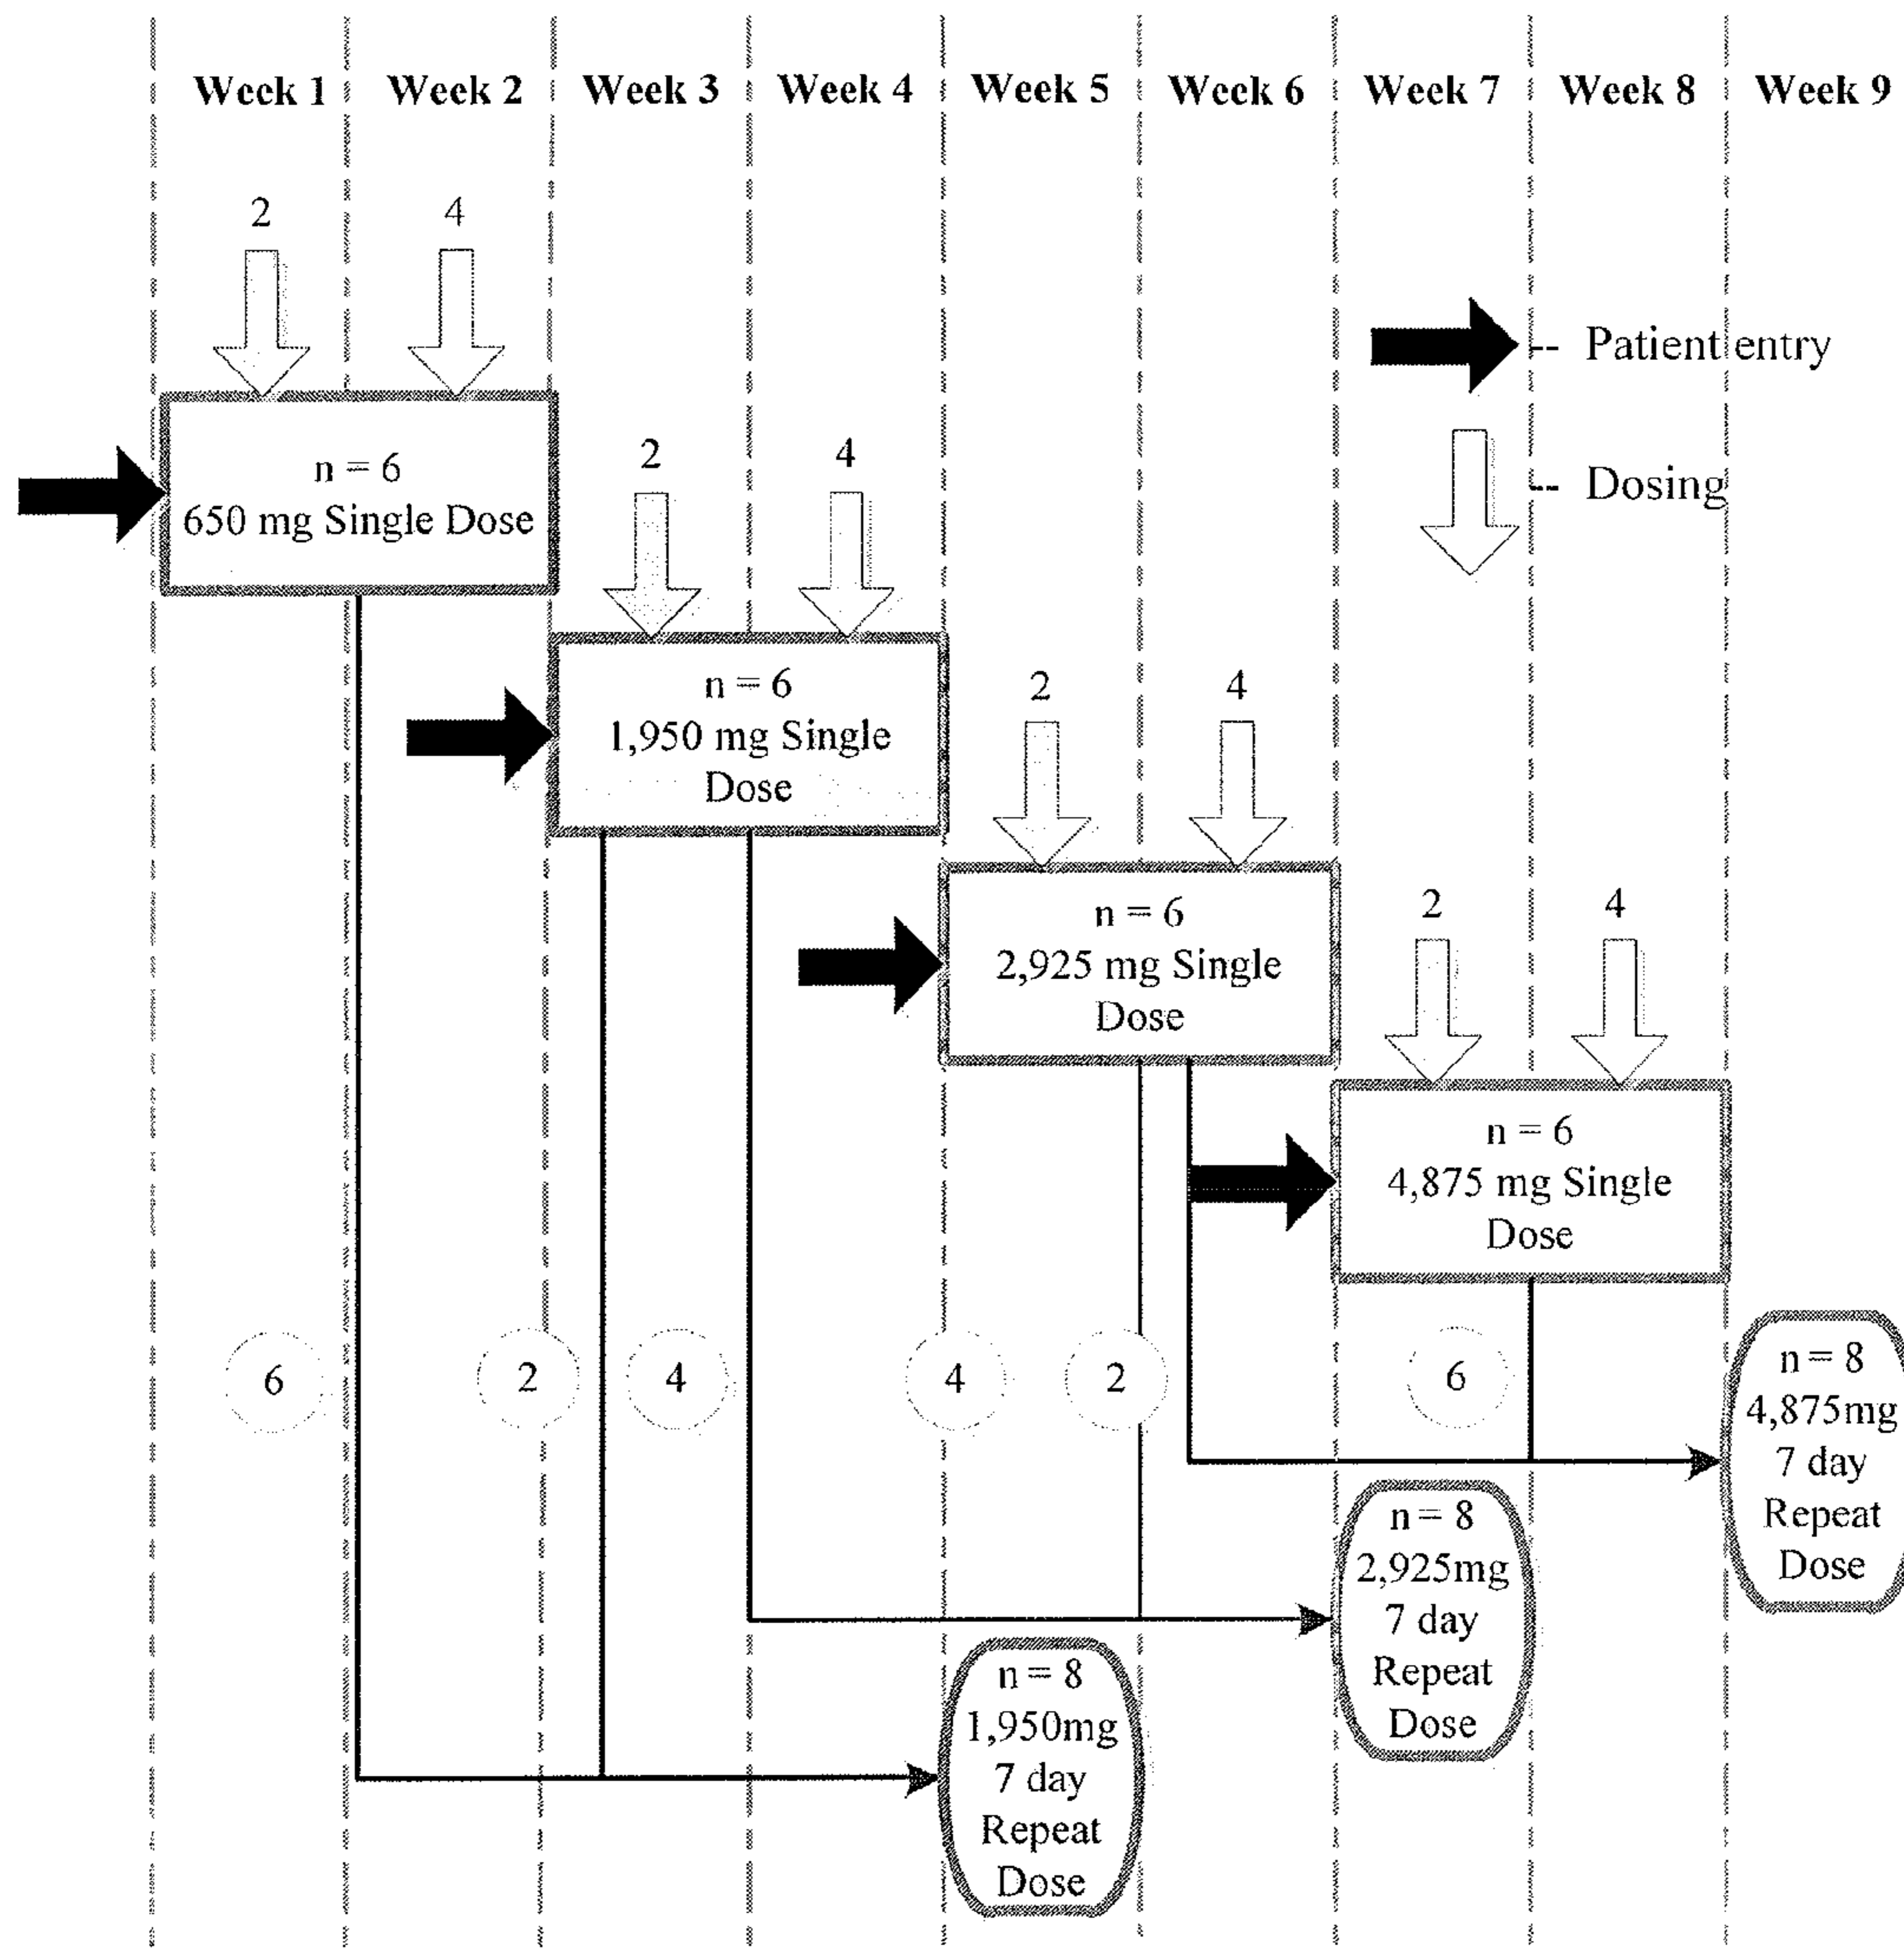 Week 1 Week 2 Week 3 Week 4 Week 5 Week 6 Week 7 Week 8 Week 9
2 4
-- Patient entry
n = 6
650 mg Single Dose
2 4
-- Dosing
n = 6
1,950 mg Single
Dose
2 4
n = 6
2,925 mg Single
Dose
2 4
n = 6
4,875 mg Single
Dose
6 2 4 4 2 6
n = 8
4,875mg
7 day
Repeat
Dose
n = 8
2,925mg
7 day
Repeat
Dose
n = 8
1,950mg
7 day
Repeat
Dose